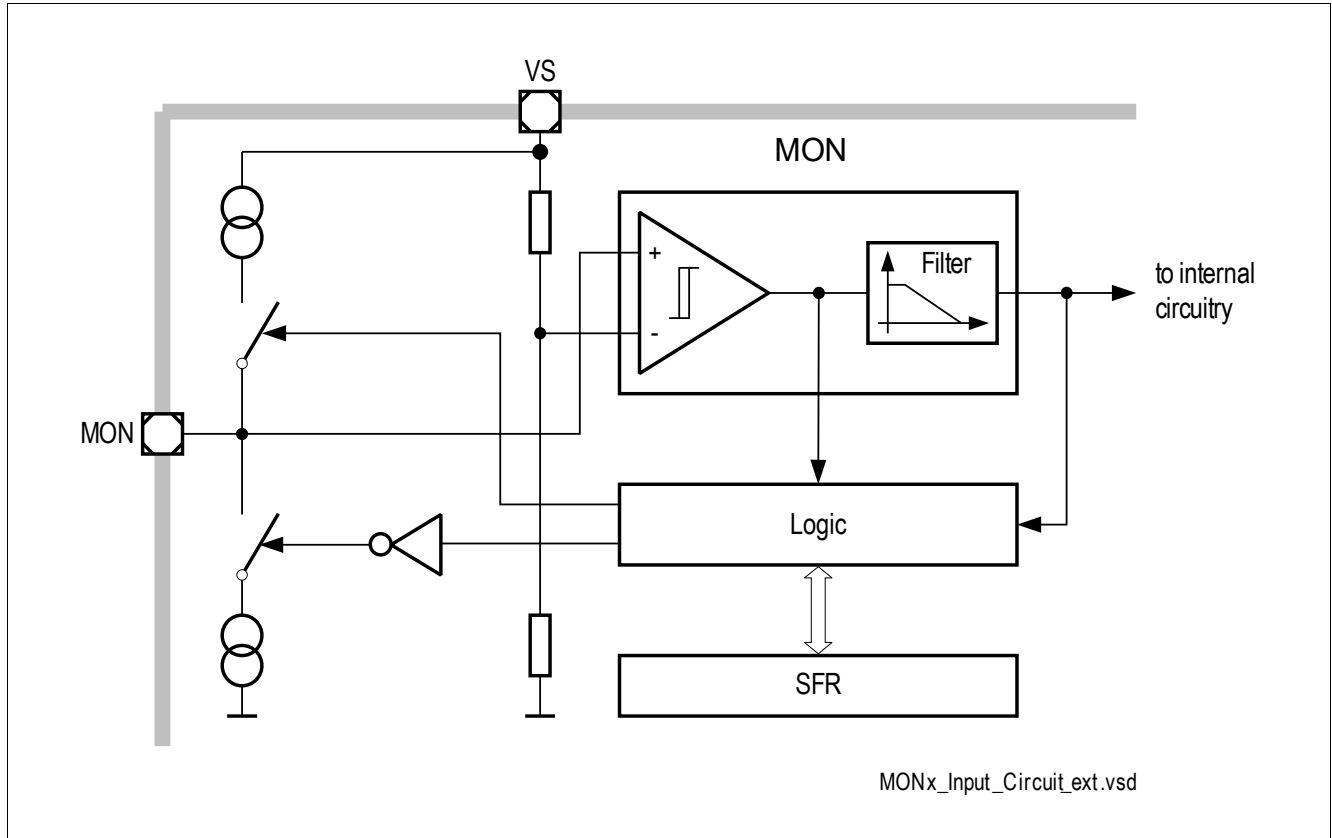 VS
MON
+
Filter
-
to internal
circuitry
MON
Logic
SFR
MONx_Input_Circuit_ext.vsd